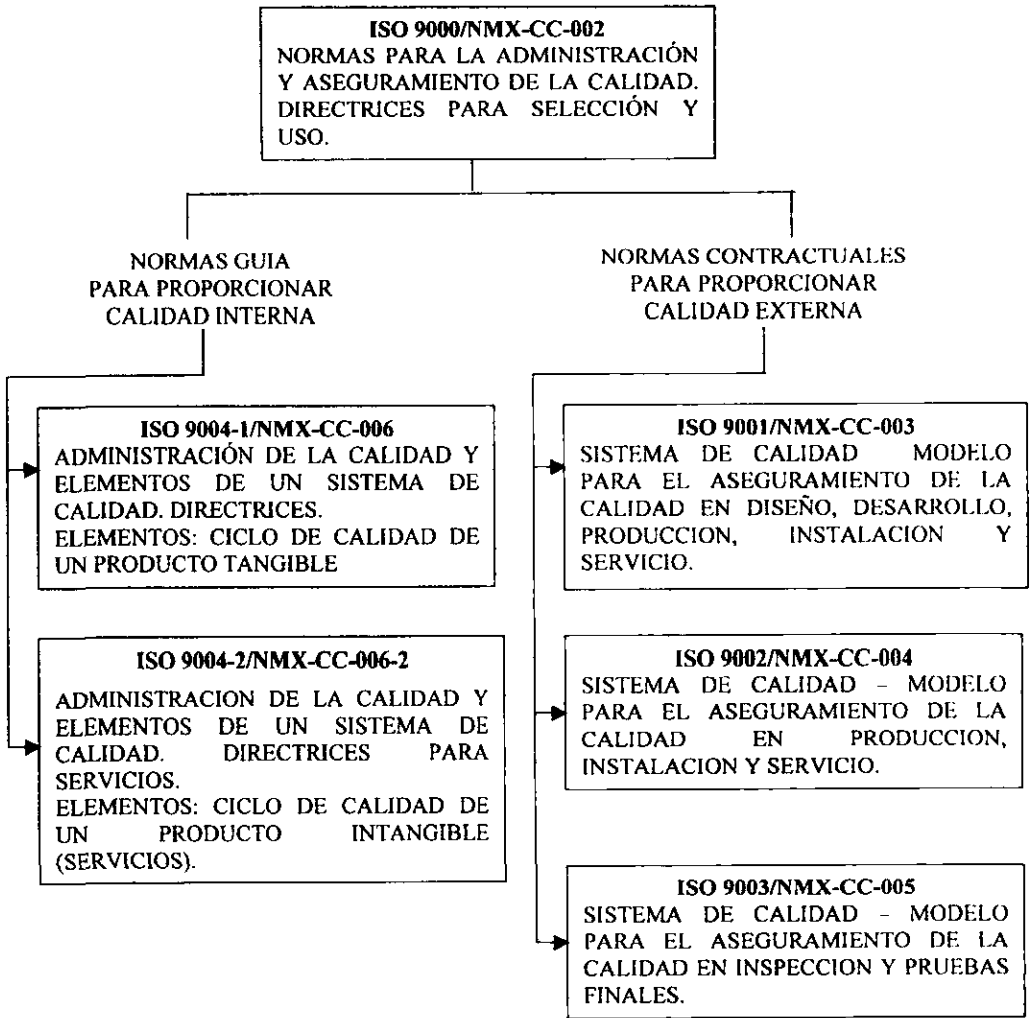 ISO 9000/NMX-CC-002
NORMAS PARA LA ADMINISTRACIÓN
Y ASEGURAMIENTO DE LA CALIDAD.
DIRECTRICES PARA SELECCIÓN Y
USO.
NORMAS GUIA
PARA PROPORCIONAR
CALIDAD INTERNA
ISO 9004-1/NMX-CC-006
ADMINISTRACIÓN DE LA CALIDAD Y
ELEMENTOS DE UN SISTEMA DE
CALIDAD. DIRECTRICES.
ELEMENTOS: CICLO DE CALIDAD DE
UN PRODUCTO TANGIBLE
ISO 9004-2/NMX-CC-006-2
ADMINISTRACION DE LA CALIDAD Y
ELEMENTOS DE UN SISTEMA DE
CALIDAD. DIRECTRICES PARA
SERVICIOS.
ELEMENTOS: CICLO DE CALIDAD DE
UN PRODUCTO INTANGIBLE
(SERVICIOS).
NORMAS CONTRACTUALES
PARA PROPORCIONAR
CALIDAD EXTERNA
ISO 9001/NMX-CC-003
SISTEMA DE CALIDAD MODELO
PARA EL ASEGURAMIENTO DE LA
CALIDAD EN DISEÑO, DESARROLLO,
PRODUCCION, INSTALACION Y
SERVICIO.
ISO 9002/NMX-CC-004
SISTEMA DE CALIDAD – MODELO
PARA EL ASEGURAMIENTO DE LA
CALIDAD EN PRODUCCION,
INSTALACION Y SERVICIO.
ISO 9003/NMX-CC-005
SISTEMA DE CALIDAD – MODELO
PARA EL ASEGURAMIENTO DE LA
CALIDAD EN INSPECCION Y PRUEBAS
FINALES.